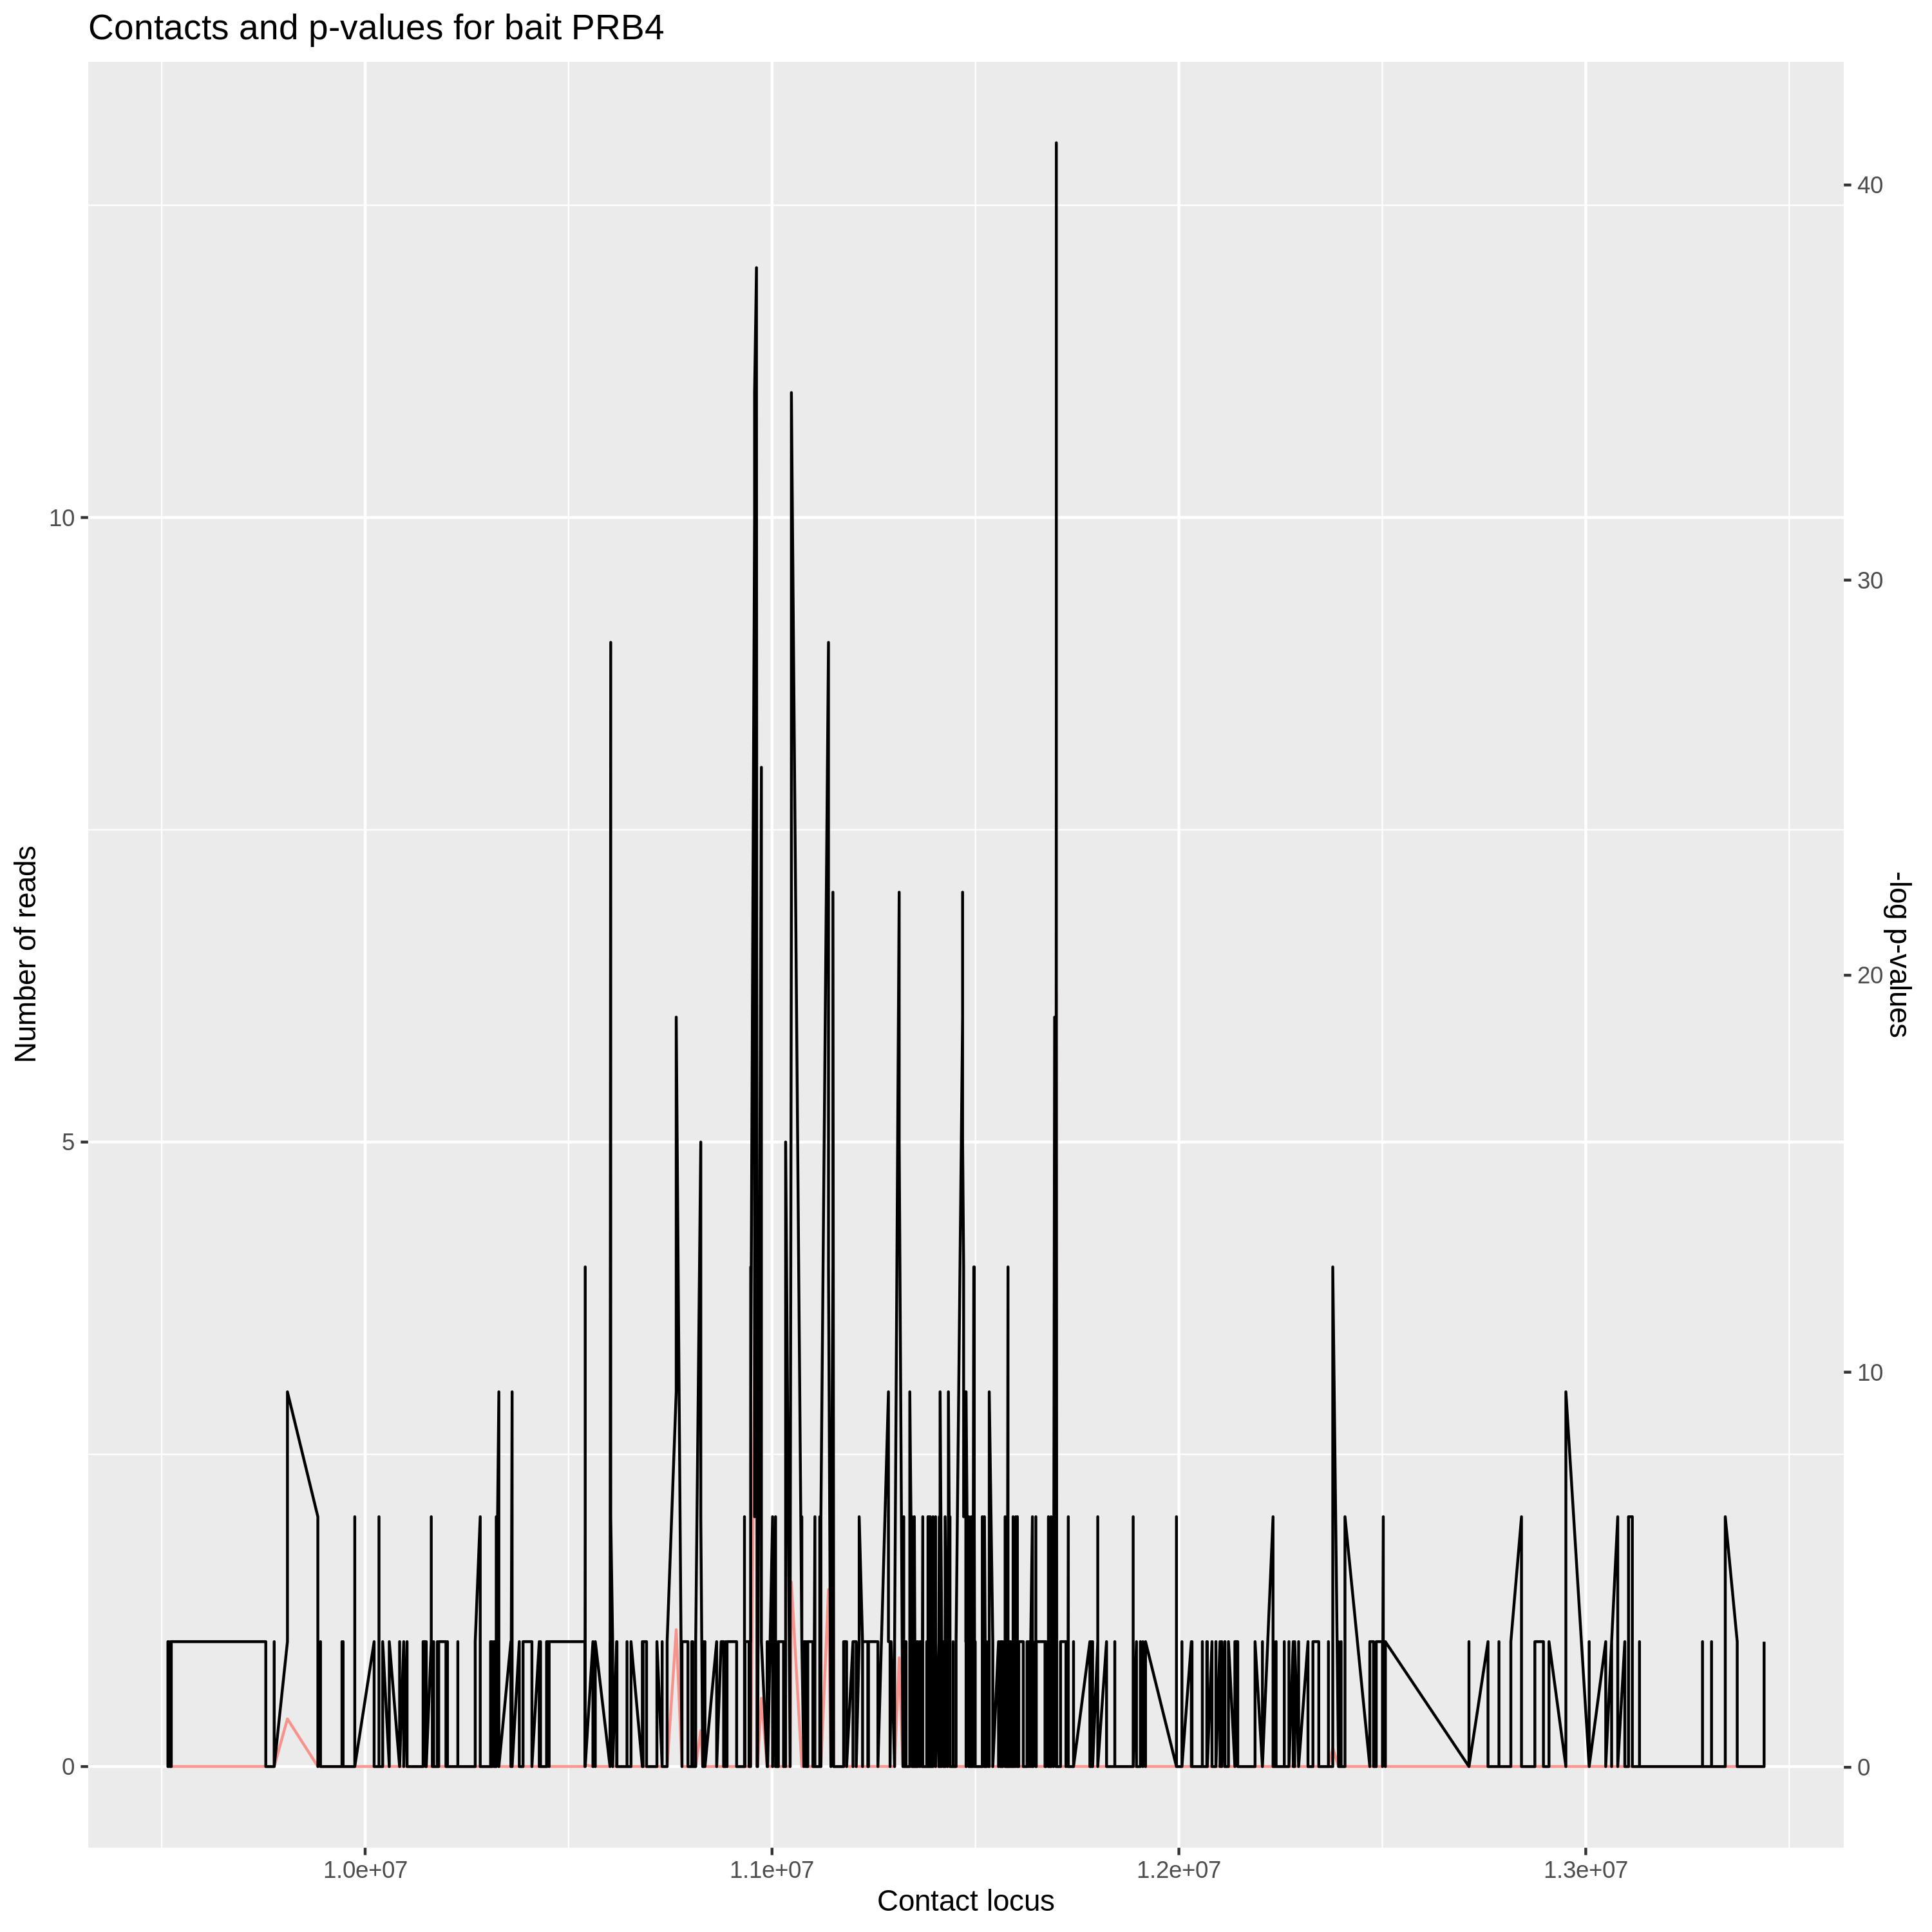 Contacts and p-values for bait PRB4
40
10
30
Number of reads
-log p-values
20
5
10
0
0
1.0e+07
1.1e+07
1.2e+07
1.3e+07
Contact locus